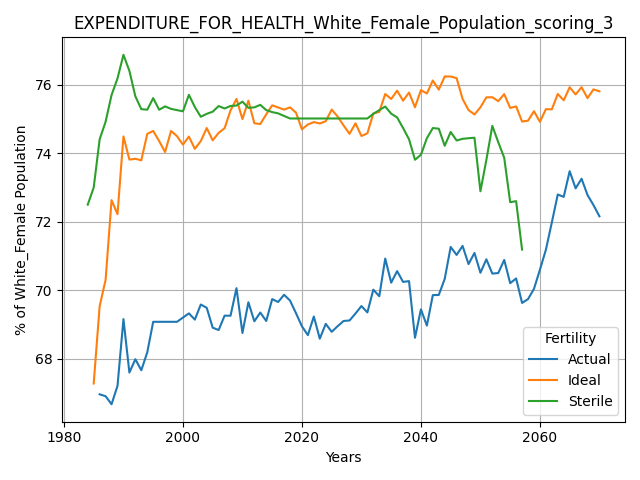 EXPENDITURE_FOR_HEALTH_White_Female_Population_scoring_3
% of White_Female Population
76
74
72
70
68
1980
2000
2020
2040
2060
Years
Fertility
Actual
Ideal
Sterile